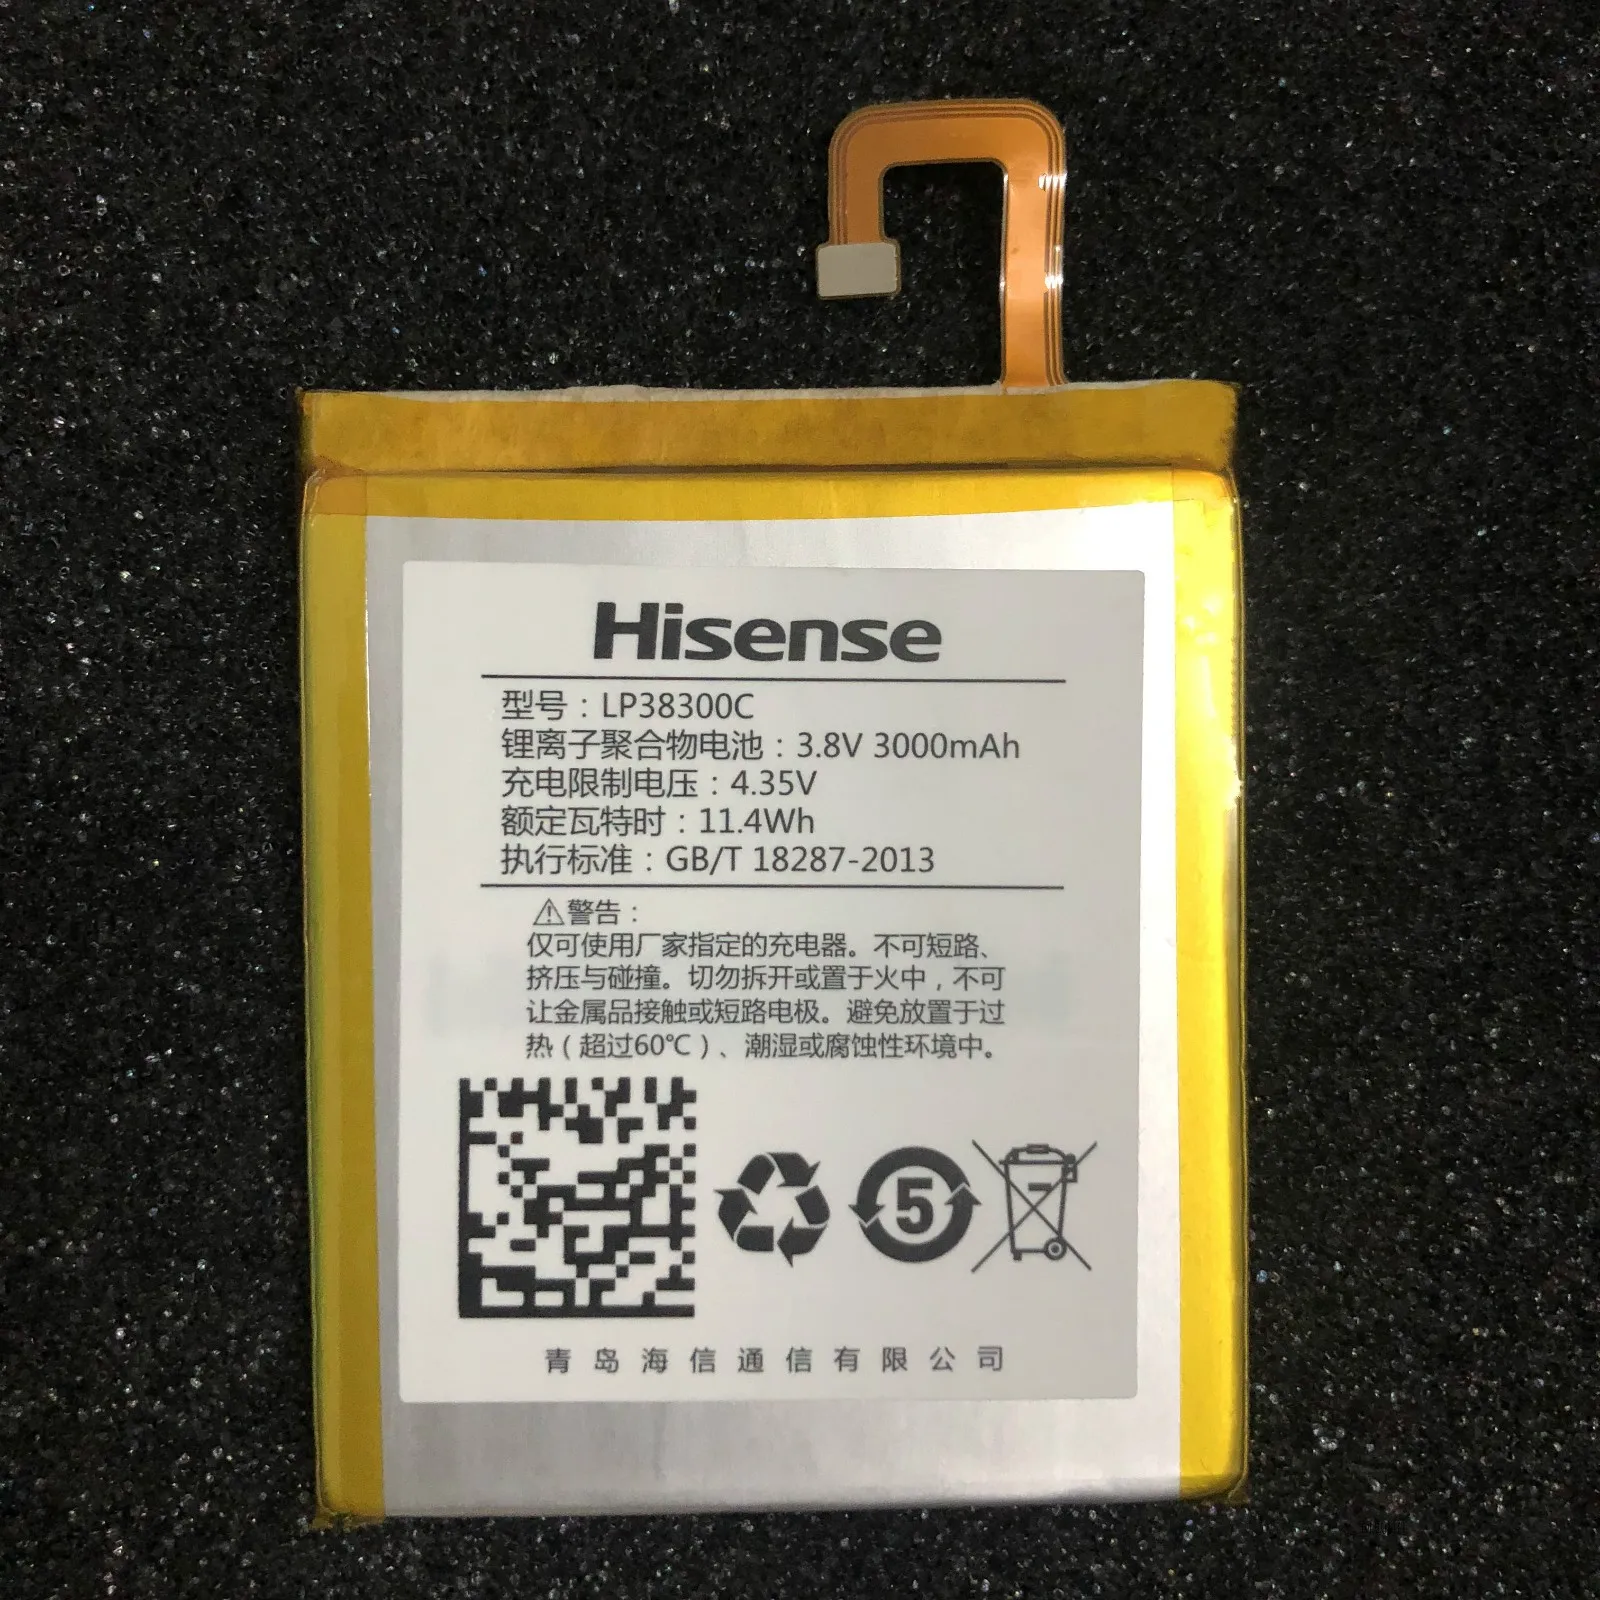 Hisense
型号：LP38300C
锂离子聚合物电池：3.8V 3000mAh
充电限制电压：4.35V
额定瓦特时：11.4Wh
执行标准：GB/T 18287-2013
⚠警告：
仅可使用厂家指定的充电器。不可短路、
挤压与碰撞。切勿拆开或置于火中，不可
让金属品接触或短路电极。避免放置于过
热（超过60℃）、潮湿或腐蚀性环境中。
5
青岛海信通信有限公司